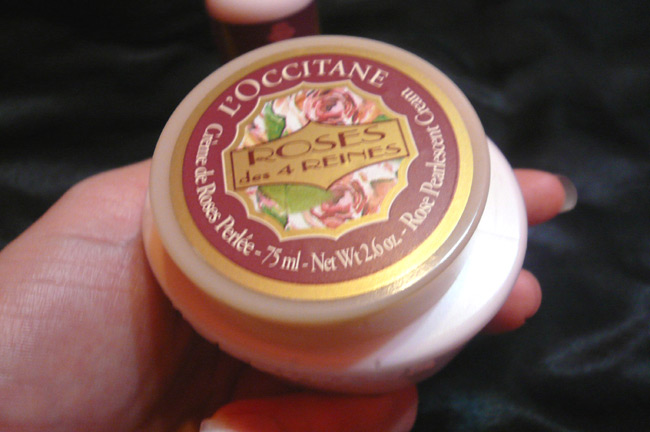 L'OCCITANE
ROSES
des 4 REINES
Crème de Roses Perlée - 75 ml - Net Wt 2.6 oz. - Rose Pearlescent Cream